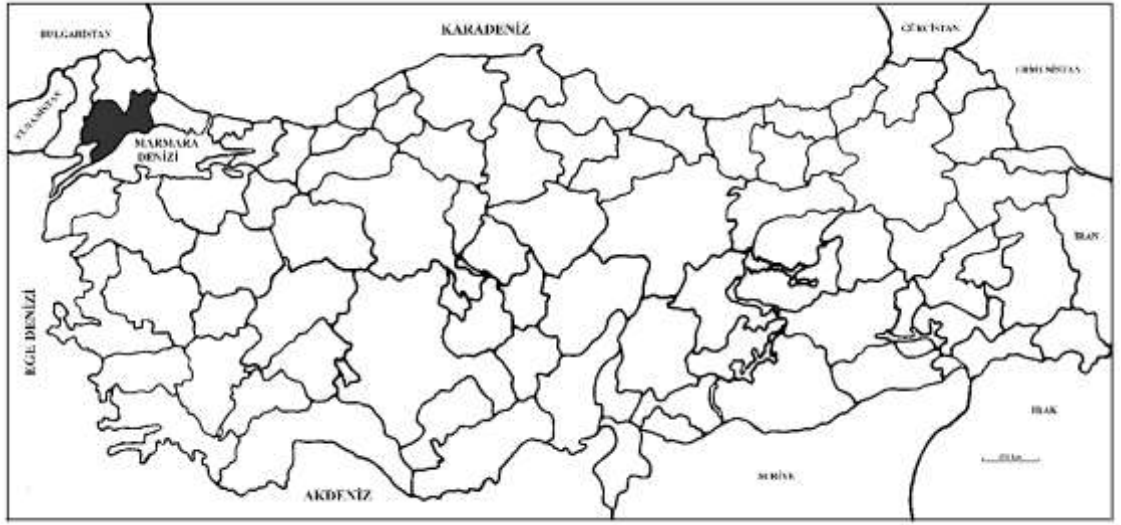 BULGARİSTAN
KARADENİZ
GÜRCİSTAN
ERMENİSTAN
YUNANİSTAN
MARMARA
DENİZİ
İRAN
EGE DENİZİ
IRAK
SURİYE
AKDENİZ